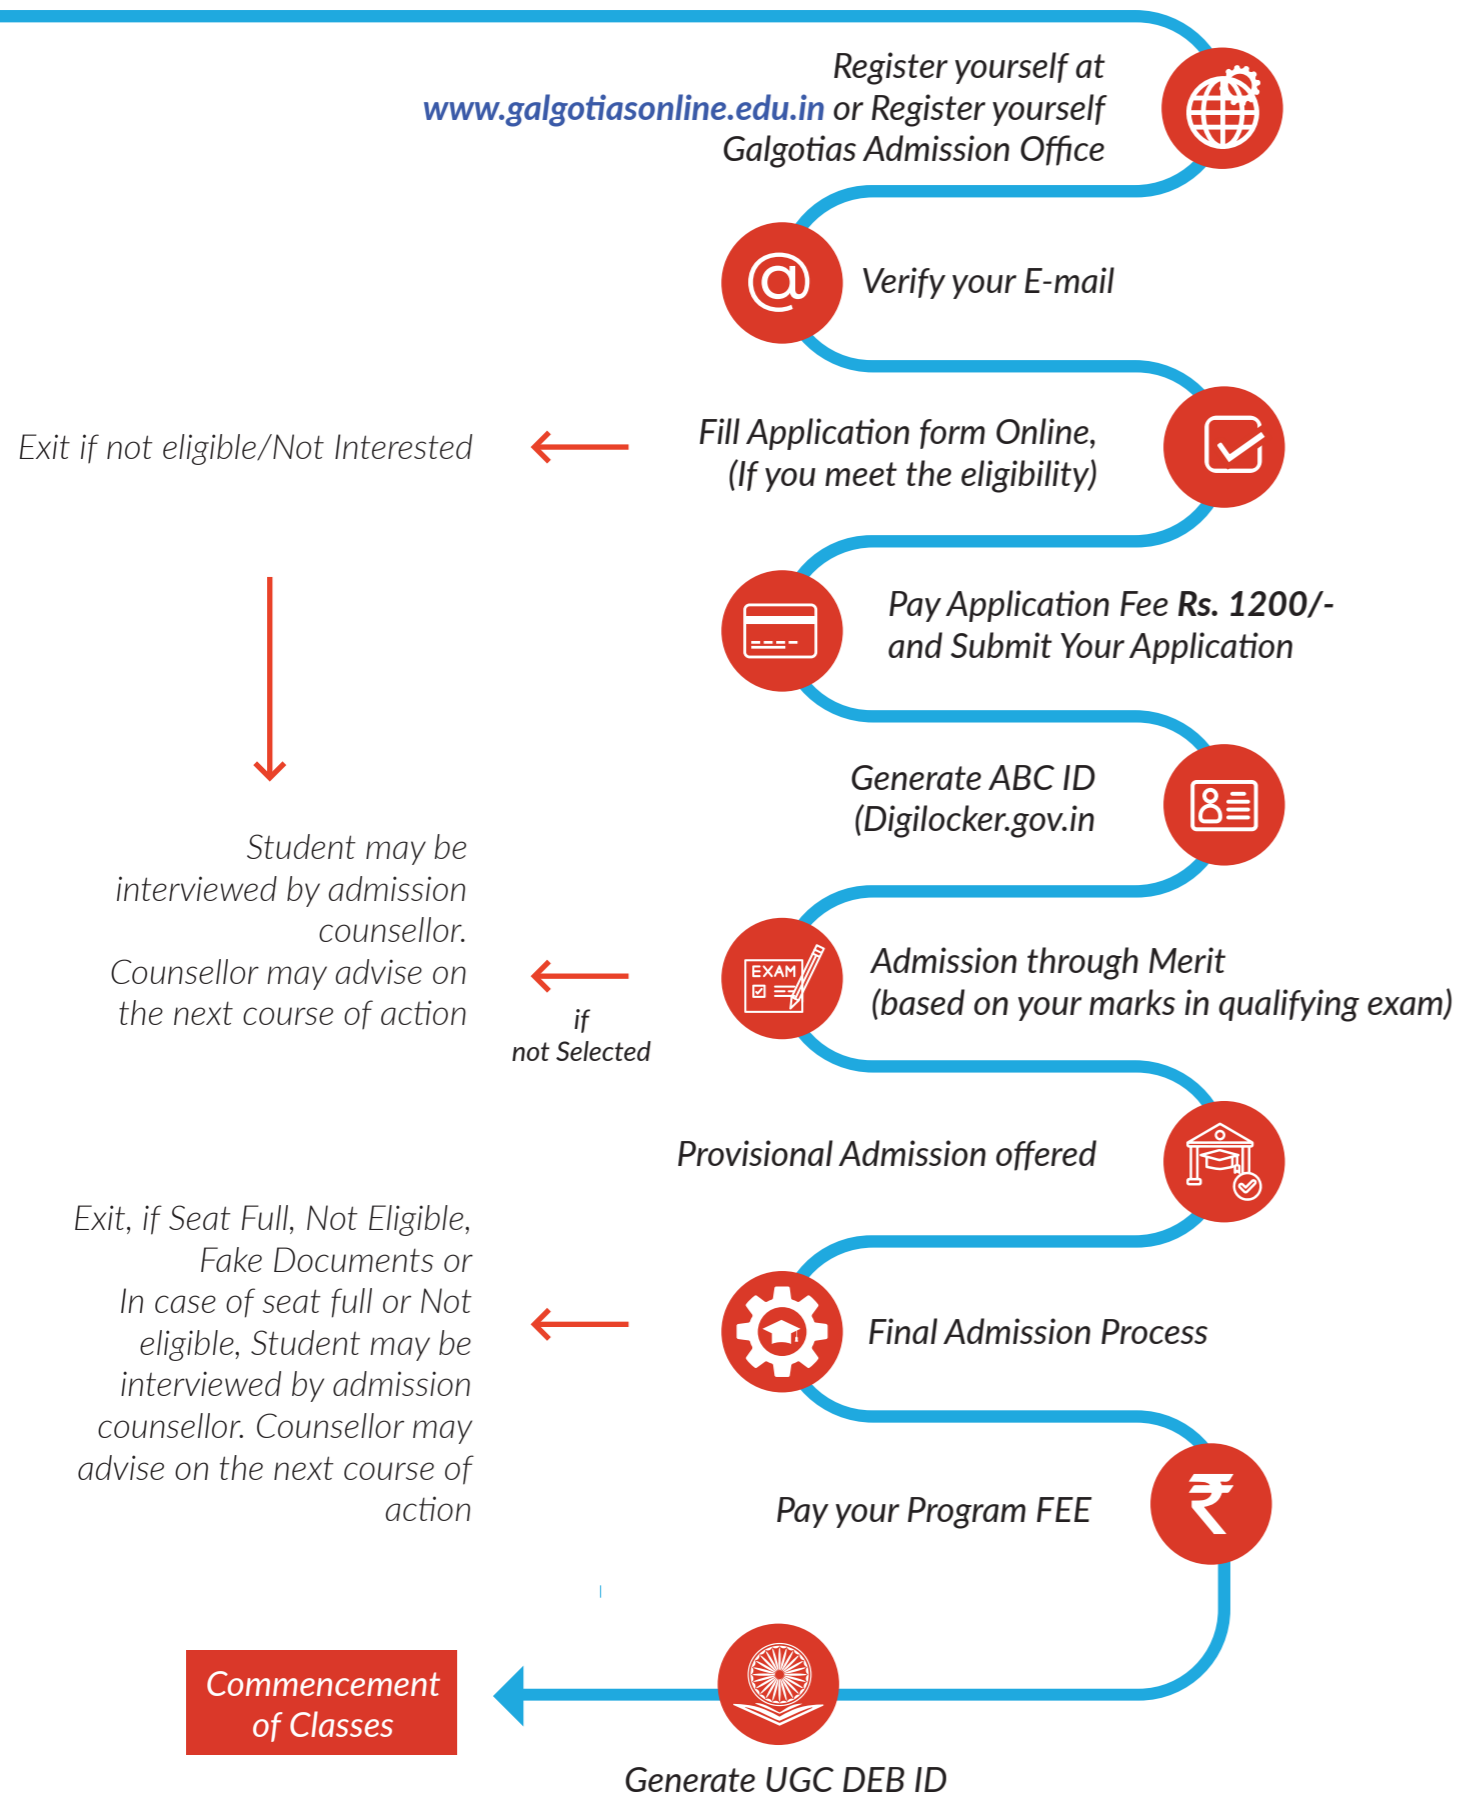 Register yourself at
www.galgotiasonline.edu.in or Register yourself
Galgotias Admission Office
@
Verify your E-mail
Exit if not eligible/Not Interested
Fill Application form Online,
(If you meet the eligibility)
Pay Application Fee Rs. 1200/-
and Submit Your Application
Generate ABC ID
(Digilocker.gov.in
Student may be
interviewed by admission
counsellor.
Counsellor may advise on
the next course of action
if
not Selected
EXAM
Admission through Merit
(based on your marks in qualifying exam)
Provisional Admission offered
Exit, if Seat Full, Not Eligible,
Fake Documents or
In case of seat full or Not
eligible, Student may be
interviewed by admission
counsellor. Counsellor may
advise on the next course of
action
Final Admission Process
Pay your Program FEE
₹
Commencement
of Classes
Generate UGC DEB ID